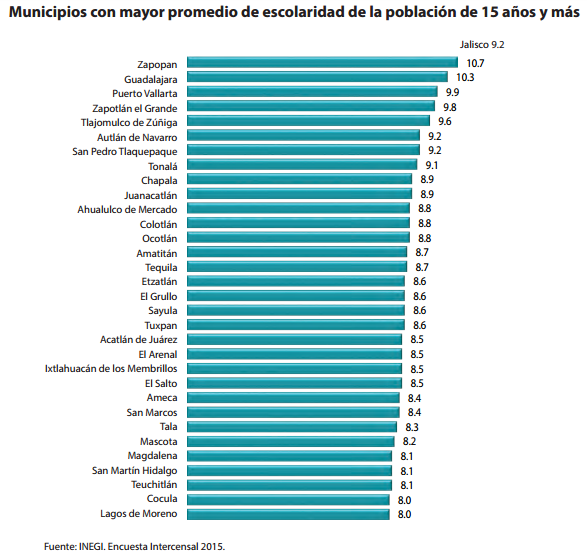 Municipios con mayor promedio de escolaridad de la población de 15 años y más
Jalisco 9.2
Zapopan 10.7
Guadalajara 10.3
Puerto Vallarta 9.9
Zapotlán el Grande 9.8
Tlajomulco de Zúñiga 9.6
Autlán de Navarro 9.2
San Pedro Tlaquepaque 9.2
Tonalá 9.1
Chapala 8.9
Juanacatlán 8.9
Ahualulco de Mercado 8.8
Colotlán 8.8
Ocotlán 8.8
Amatitán 8.7
Tequila 8.7
Etzatlán 8.6
El Grullo 8.6
Sayula 8.6
Tuxpan 8.6
Acatlán de Juárez 8.5
El Arenal 8.5
Ixtlahuacán de los Membrillos 8.5
El Salto 8.5
Ameca 8.4
San Marcos 8.4
Tala 8.3
Mascota 8.2
Magdalena 8.1
San Martín Hidalgo 8.1
Teuchitlán 8.1
Cocula 8.0
Lagos de Moreno 8.0
Fuente: INEGI. Encuesta Intercensal 2015.